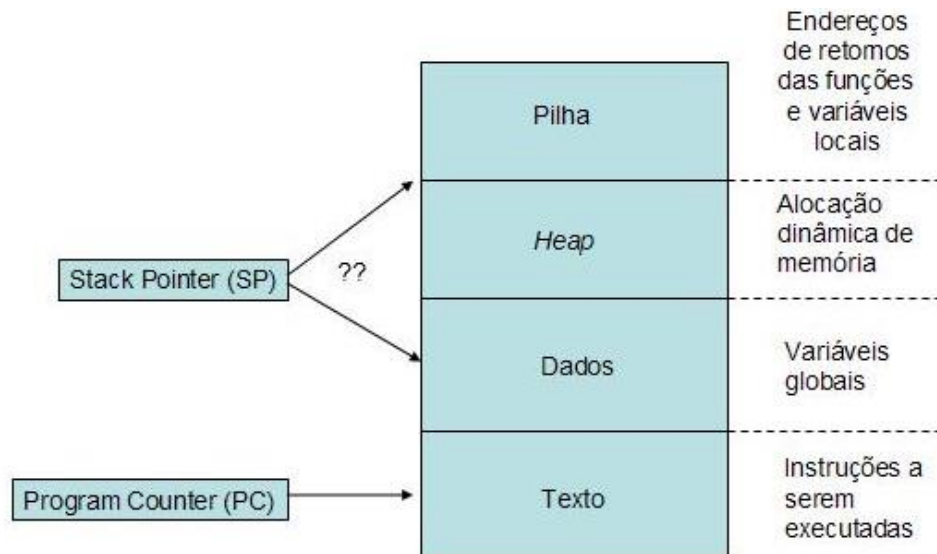 Endereços
de retornos
das funções
e variáveis
locais
Pilha
Alocação
dinâmica de
memória
Heap
Stack Pointer (SP)
??
Dados
Variáveis
globais
Program Counter (PC)
Texto
Instruções a
serem
executadas